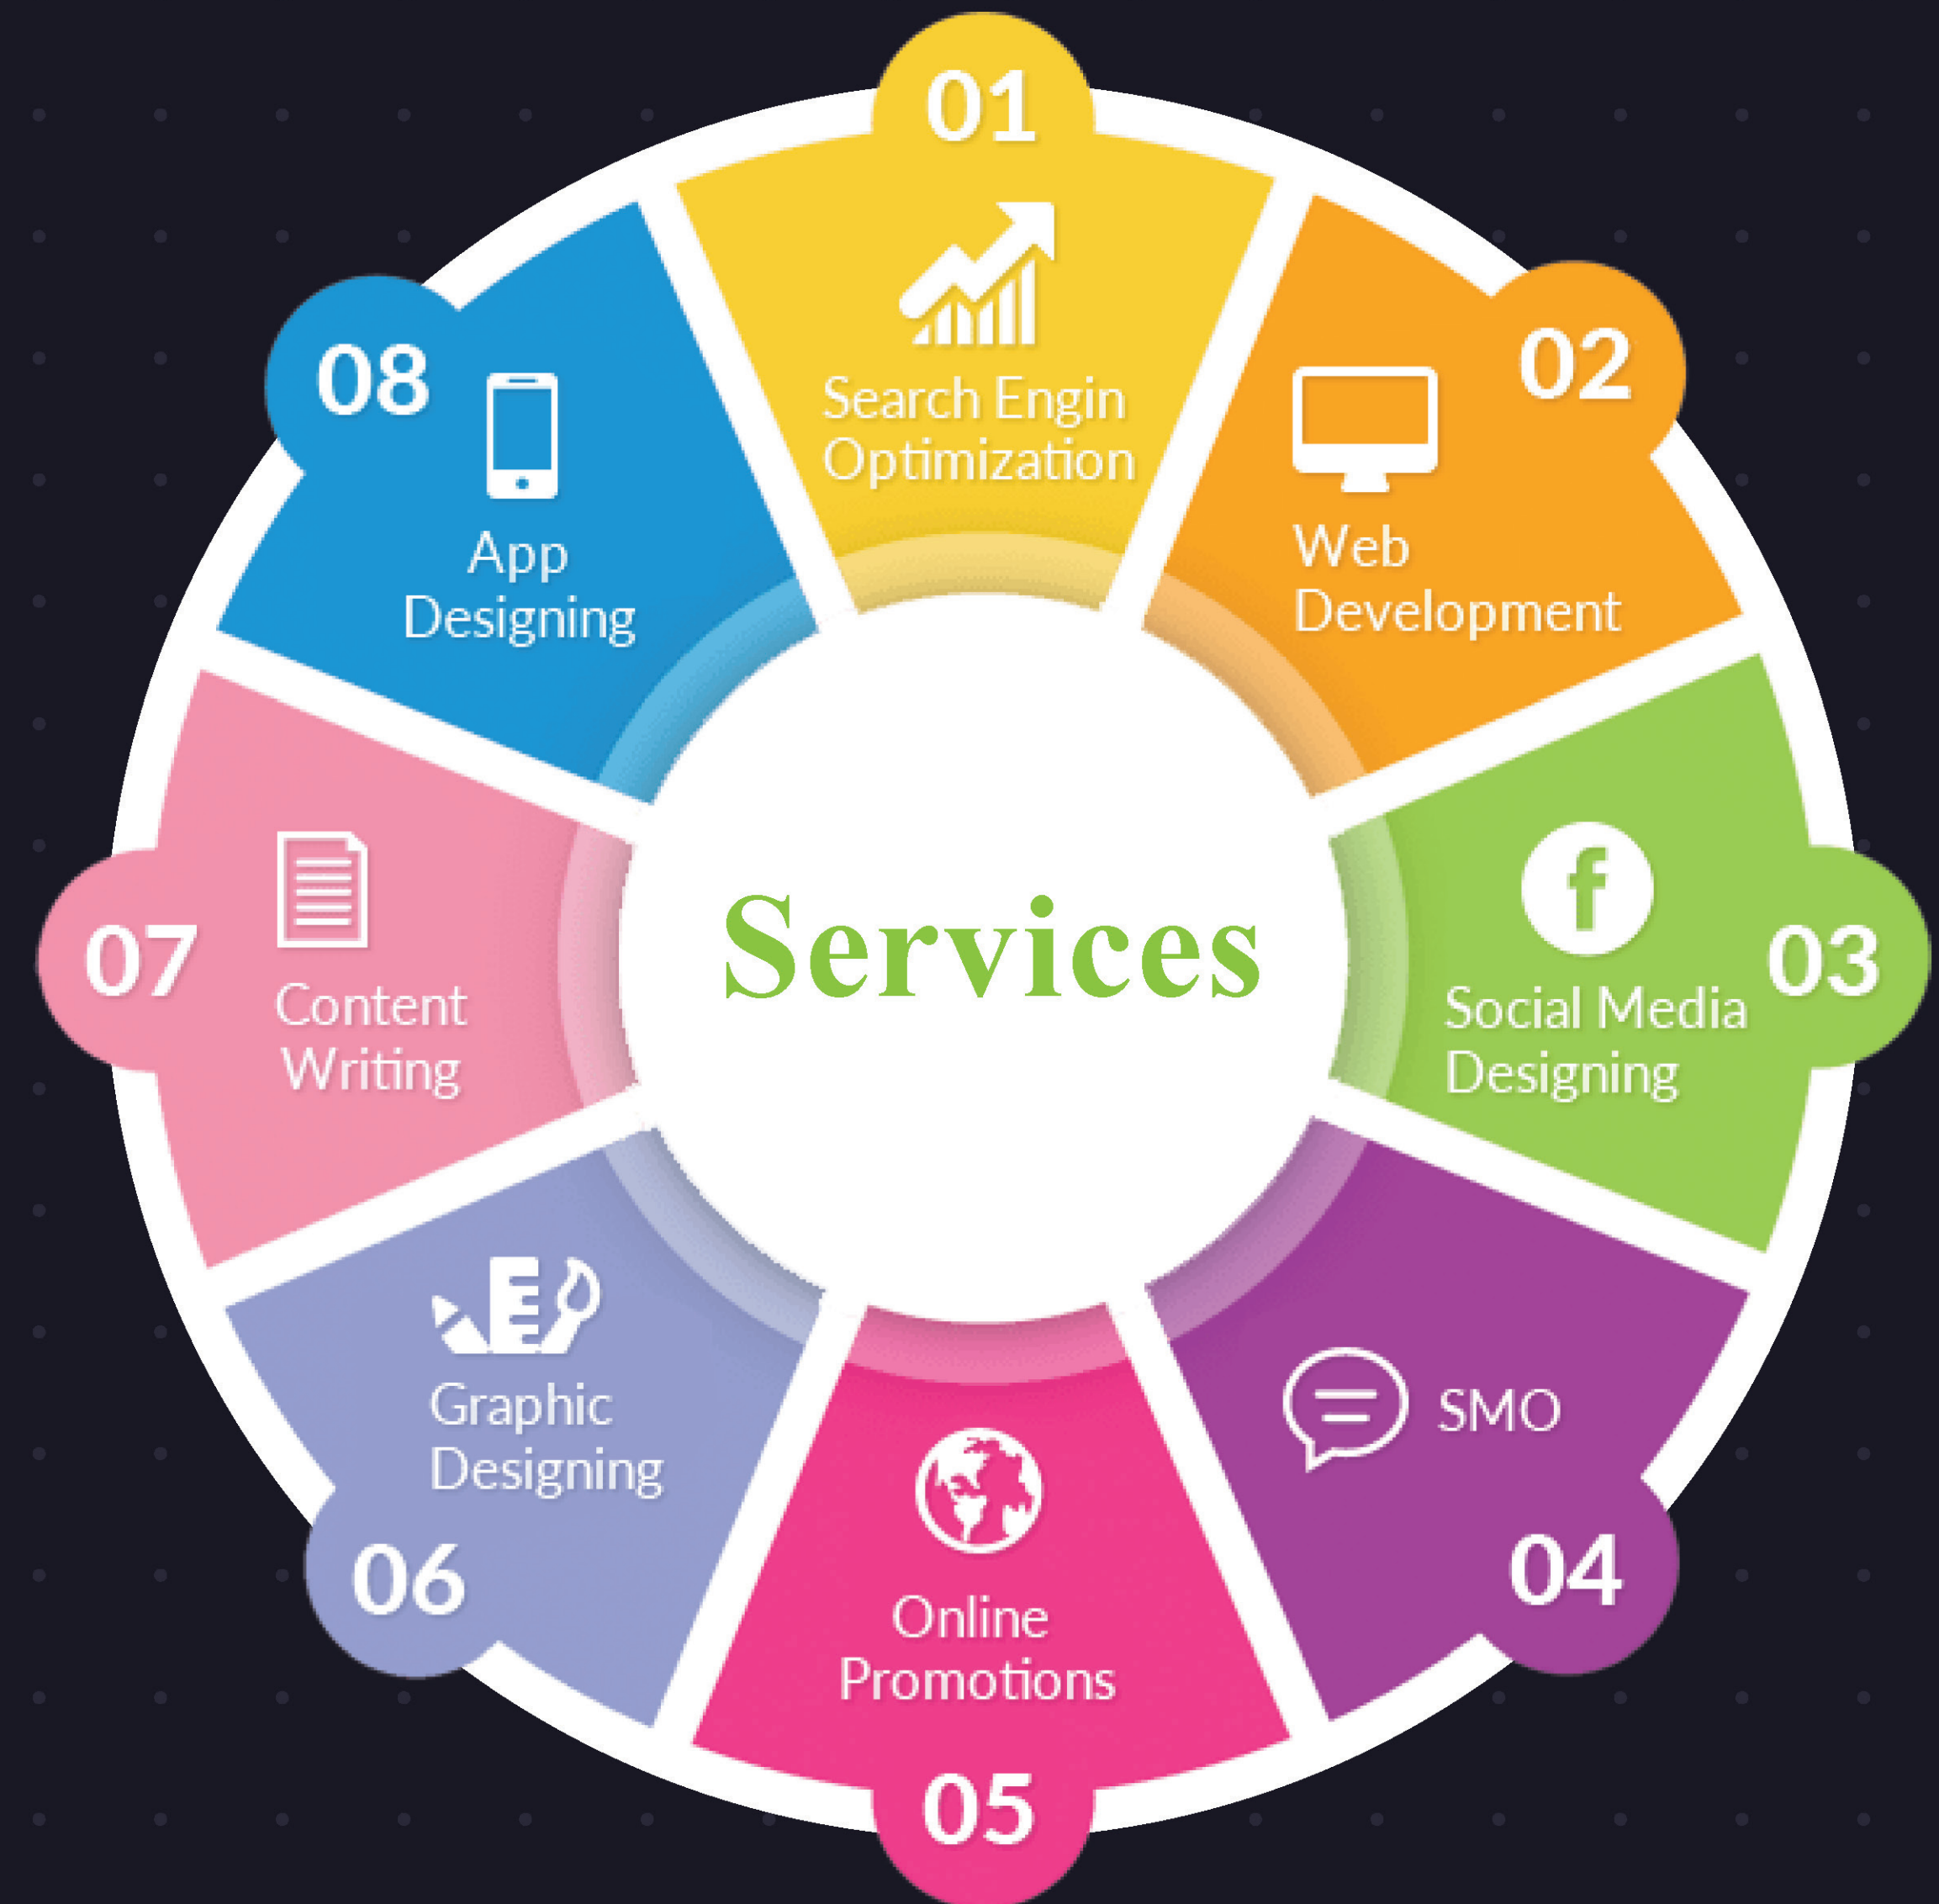 01
Search Engin
Optimization
02
Web
Development
03
Social Media
Designing
04
SMO
05
Online
Promotions
06
Graphic
Designing
07
Content
Writing
08
App
Designing
Services